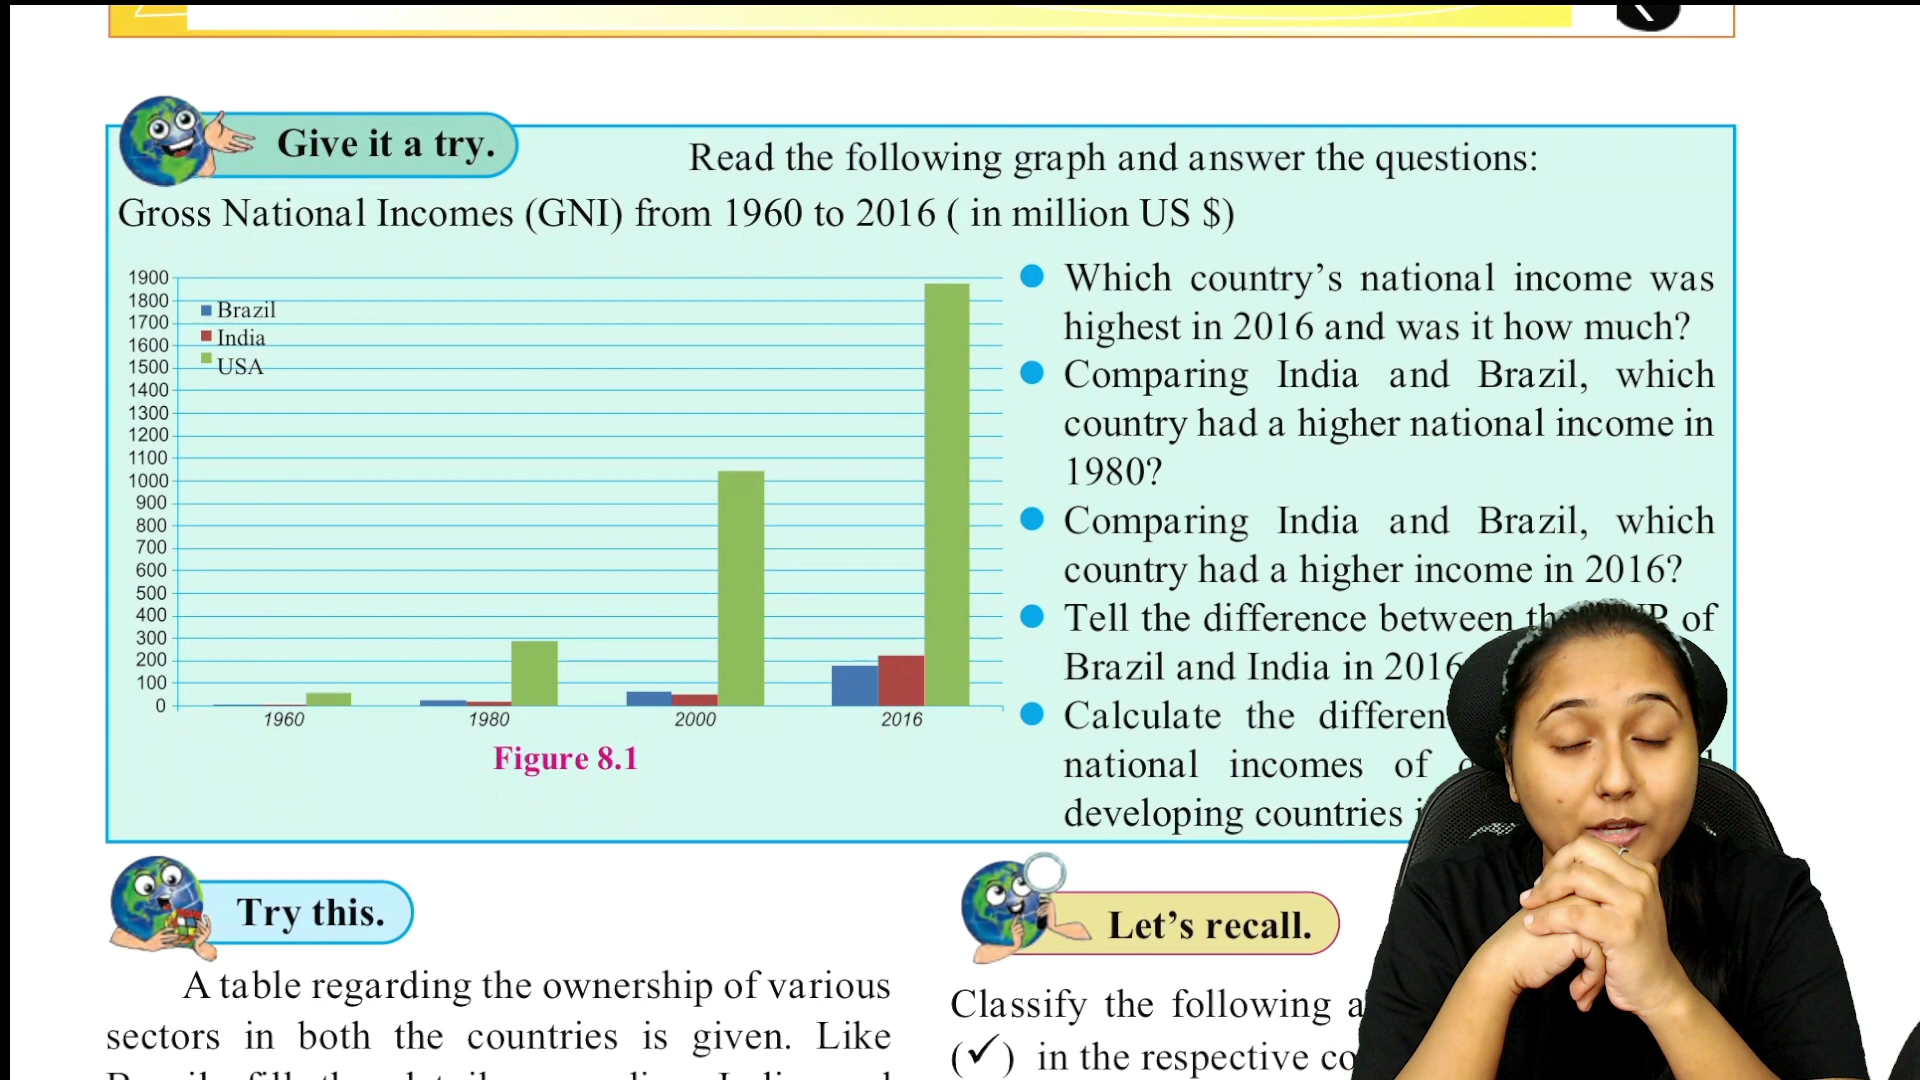 Give it a try.
Read the following graph and answer the questions:
Gross National Incomes (GNI) from 1960 to 2016 ( in million US $)
1900
1800
1700
1600
1500
1400
1300
1200
1100
1000
900
800
700
600
500
400
300
200
100
0
Brazil
India
USA
1960
1980
2000
2016
Figure 8.1
Which country’s national income was
highest in 2016 and was it how much?
Comparing India and Brazil, which
country had a higher national income in
1980?
Comparing India and Brazil, which
country had a higher income in 2016?
Tell the difference between of
Brazil and India in 2016
Calculate the
national incomes of
developing countries
Try this.
A table regarding the ownership of various
sectors in both the countries is given. Like
Let’s recall.
Classify the following
(✓) in the respective